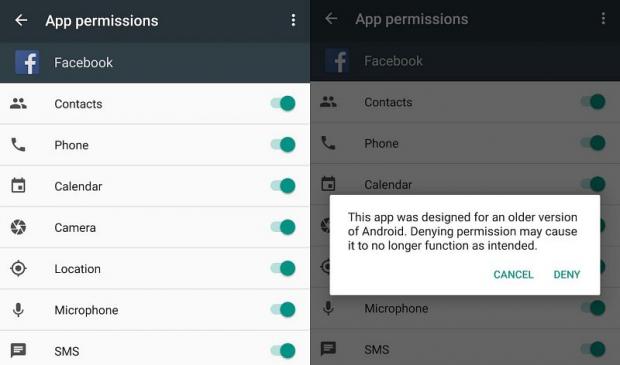 App permissions
Facebook
Contacts
Phone
Calendar
Camera
Location
Microphone
SMS
App permissions
Facebook
Contacts
Phone
Calendar
This app was designed for an older version
of Android. Denying permission may cause
it to no longer function as intended.
CANCEL DENY
Microphone
SMS